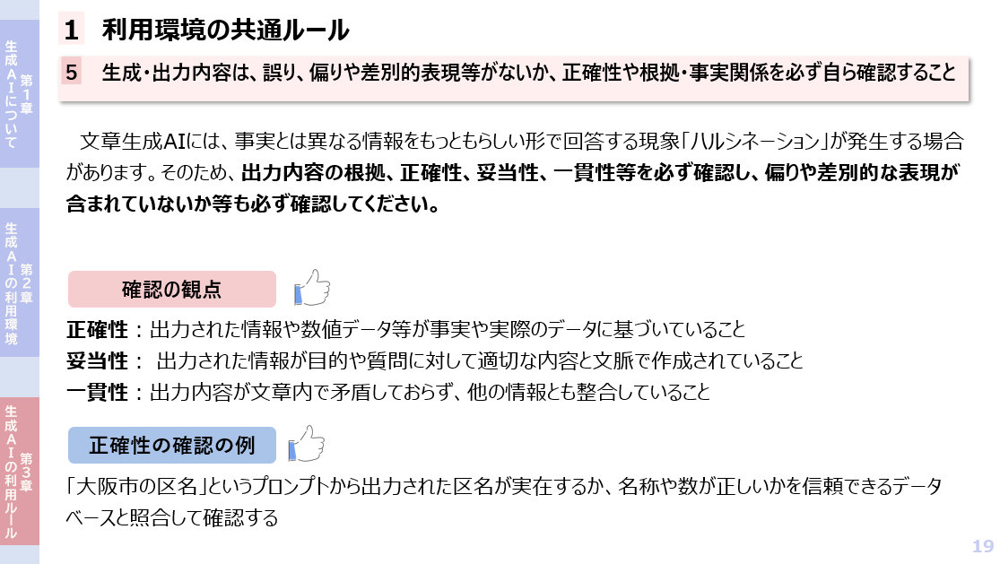 第1章
生成AIについて
第2章
生成AIの利用環境
第3章
生成AIの利用ルール
1 利用環境の共通ルール
5 生成・出力内容は、誤り、偏りや差別的表現等がないか、正確性や根拠・事実関係を必ず自ら確認すること
文章生成AIには、事実とは異なる情報をもっともらしい形で回答する現象「ハルシネーション」が発生する場合
があります。そのため、出力内容の根拠、正確性、妥当性、一貫性等を必ず確認し、偏りや差別的な表現が
含まれていないか等も必ず確認してください。
確認の観点
正確性：出力された情報や数値データ等が事実や実際のデータに基づいていること
妥当性： 出力された情報が目的や質問に対して適切な内容と文脈で作成されていること
一貫性：出力内容が文章内で矛盾しておらず、他の情報とも整合していること
正確性の確認の例
「大阪市の区名」というプロンプトから出力された区名が実在するか、名称や数が正しいかを信頼できるデータ
ベースと照合して確認する
19